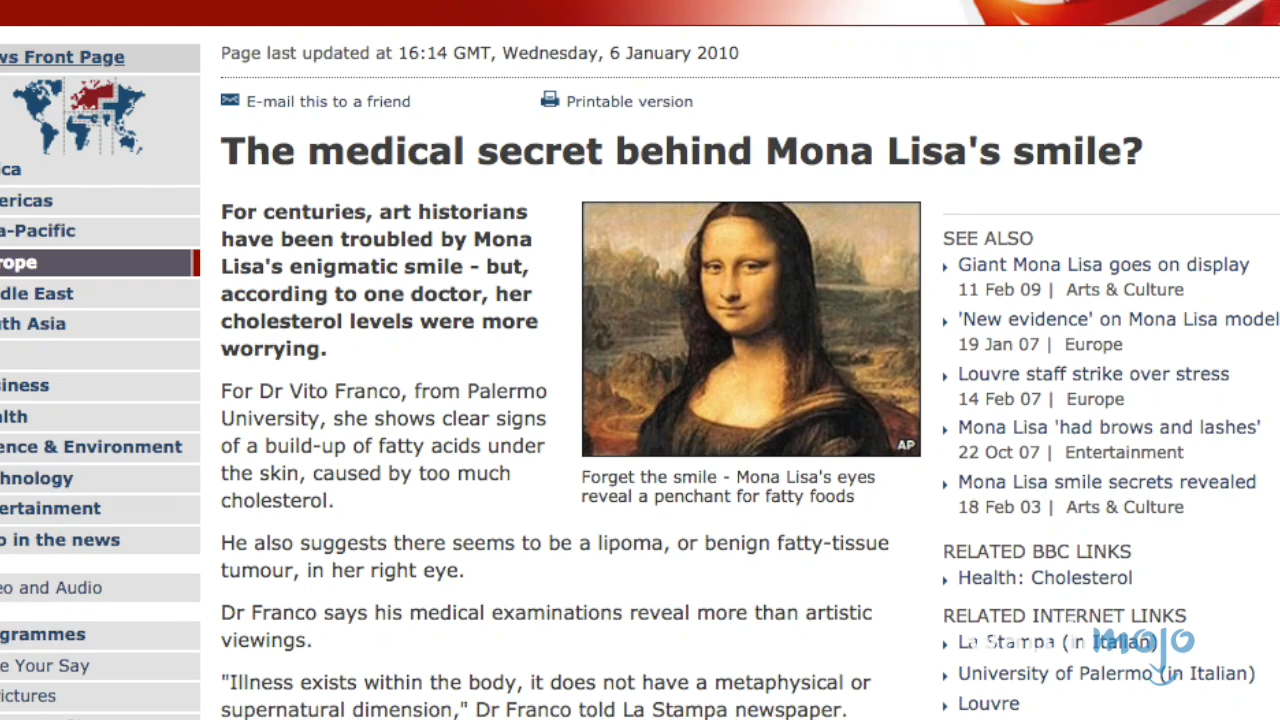 ws Front Page
ica
ericas
a-Pacific
rope
dle East
th Asia
iness
lth
ence & Environment
hnology
ertainment
o in the news
eo and Audio
grammes
e Your Say
ictures
Page last updated at 16:14 GMT, Wednesday, 6 January 2010
E-mail this to a friend
Printable version
The medical secret behind Mona Lisa's smile?
For centuries, art historians
have been troubled by Mona
Lisa's enigmatic smile - but,
according to one doctor, her
cholesterol levels were more
worrying.
For Dr Vito Franco, from Palermo
University, she shows clear signs
of a build-up of fatty acids under
the skin, caused by too much
cholesterol.
AP
Forget the smile - Mona Lisa's eyes
reveal a penchant for fatty foods
He also suggests there seems to be a lipoma, or benign fatty-tissue
tumour, in her right eye.
Dr Franco says his medical examinations reveal more than artistic
viewings.
"Illness exists within the body, it does not have a metaphysical or
supernatural dimension," Dr Franco told La Stampa newspaper.
SEE ALSO
Giant Mona Lisa goes on display
11 Feb 09 | Arts & Culture
'New evidence' on Mona Lisa model
19 Jan 07 | Europe
Louvre staff strike over stress
14 Feb 07 | Europe
Mona Lisa 'had brows and lashes'
22 Oct 07 | Entertainment
Mona Lisa smile secrets revealed
18 Feb 03 | Arts & Culture
RELATED BBC LINKS
Health: Cholesterol
RELATED INTERNET LINKS
La Stampa (in Italian)
mojo
University of Palermo (in Italian)
Louvre